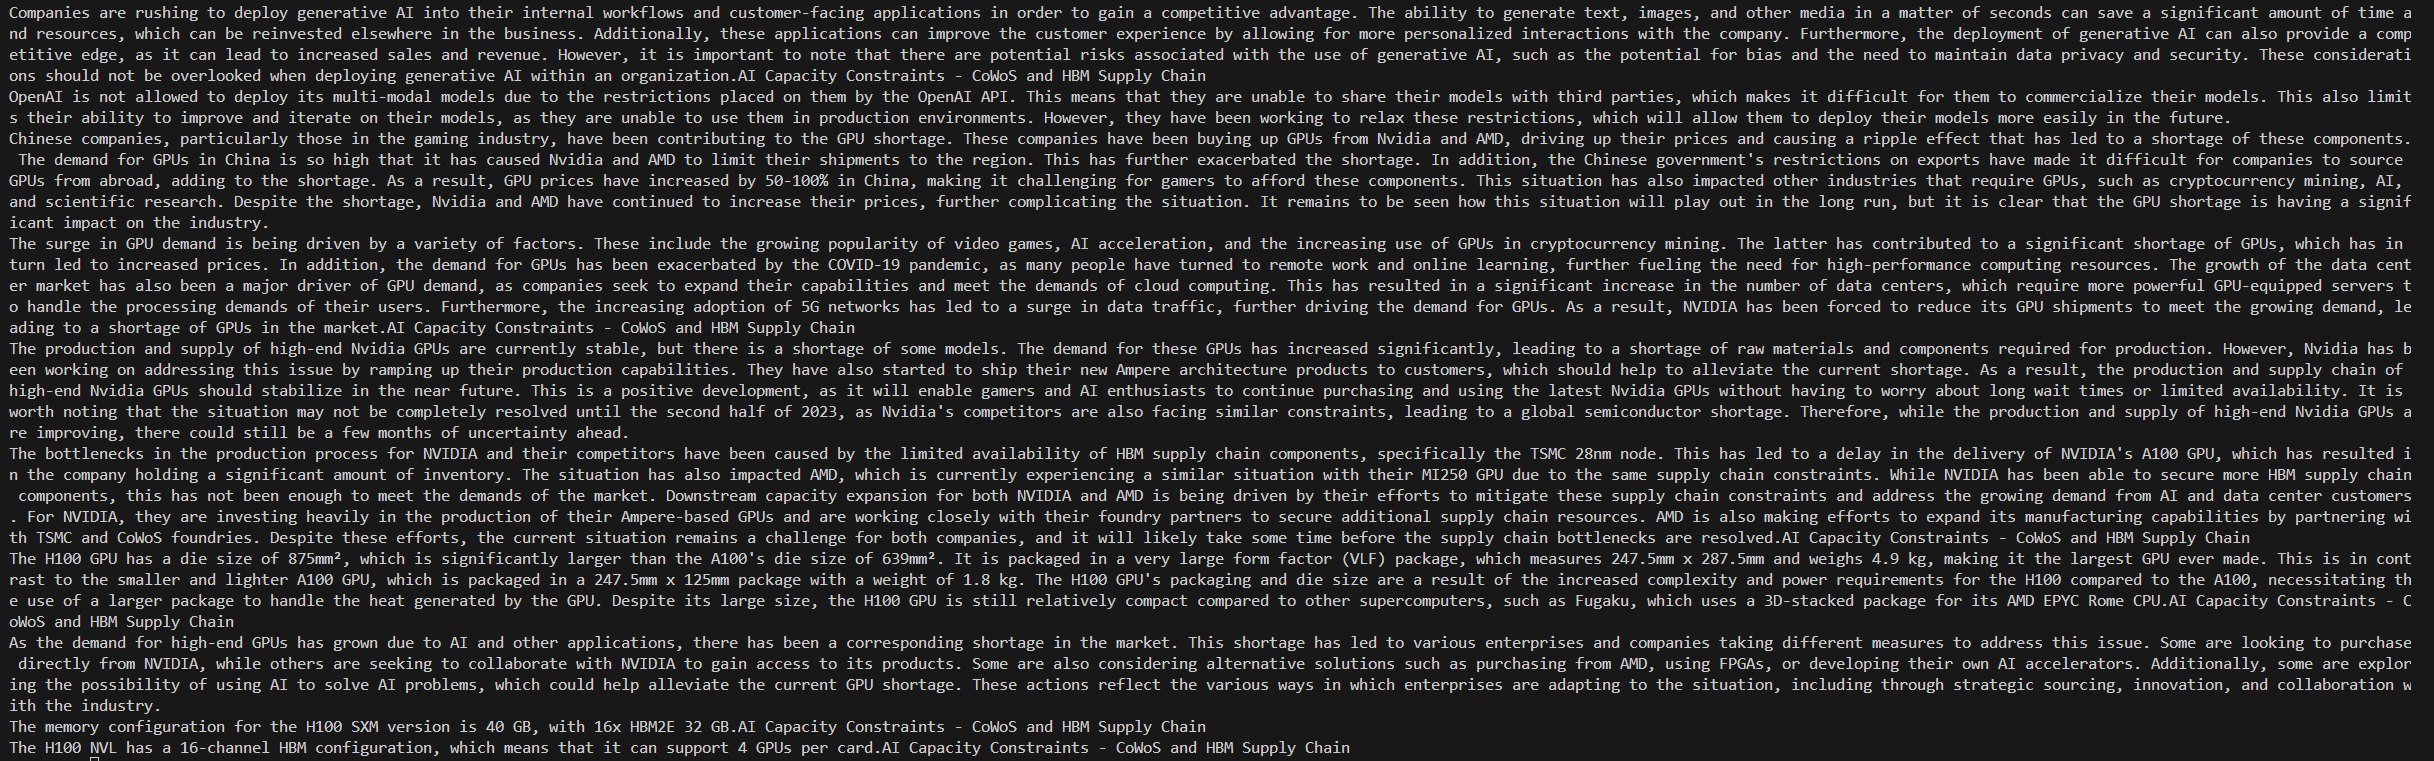 Companies are rushing to deploy generative AI into their internal workflows and customer-facing applications in order to gain a competitive advantage. The ability to generate text, images, and other media in a matter of seconds can save a significant amount of time a
nd resources, which can be reinvested elsewhere in the business. Additionally, these applications can improve the customer experience by allowing for more personalized interactions with the company. Furthermore, the deployment of generative AI can also provide a comp
etitive edge, as it can lead to increased sales and revenue. However, it is important to note that there are potential risks associated with the use of generative AI, such as the potential for bias and the need to maintain data privacy and security. These considerati
ons should not be overlooked when deploying generative AI within an organization.AI Capacity Constraints - CoWoS and HBM Supply Chain
OpenAI is not allowed to deploy its multi-modal models due to the restrictions placed on them by the OpenAI API. This means that they are unable to share their models with third parties, which makes it difficult for them to commercialize their models. This also limit
s their ability to improve and iterate on their models, as they are unable to use them in production environments. However, they have been working to relax these restrictions, which will allow them to deploy their models more easily in the future.
Chinese companies, particularly those in the gaming industry, have been contributing to the GPU shortage. These companies have been buying up GPUs from Nvidia and AMD, driving up their prices and causing a ripple effect that has led to a shortage of these components.
 The demand for GPUs in China is so high that it has caused Nvidia and AMD to limit their shipments to the region. This has further exacerbated the shortage. In addition, the Chinese government's restrictions on exports have made it difficult for companies to source
GPUs from abroad, adding to the shortage. As a result, GPU prices have increased by 50-100% in China, making it challenging for gamers to afford these components. This situation has also impacted other industries that require GPUs, such as cryptocurrency mining, AI,
and scientific research. Despite the shortage, Nvidia and AMD have continued to increase their prices, further complicating the situation. It remains to be seen how this situation will play out in the long run, but it is clear that the GPU shortage is having a signif
icant impact on the industry.
The surge in GPU demand is being driven by a variety of factors. These include the growing popularity of video games, AI acceleration, and the increasing use of GPUs in cryptocurrency mining. The latter has contributed to a significant shortage of GPUs, which has in
turn led to increased prices. In addition, the demand for GPUs has been exacerbated by the COVID-19 pandemic, as many people have turned to remote work and online learning, further fueling the need for high-performance computing resources. The growth of the data cent
er market has also been a major driver of GPU demand, as companies seek to expand their capabilities and meet the demands of cloud computing. This has resulted in a significant increase in the number of data centers, which require more powerful GPU-equipped servers t
o handle the processing demands of their users. Furthermore, the increasing adoption of 5G networks has led to a surge in data traffic, further driving the demand for GPUs. As a result, NVIDIA has been forced to reduce its GPU shipments to meet the growing demand, le
ading to a shortage of GPUs in the market.AI Capacity Constraints - CoWoS and HBM Supply Chain
The production and supply of high-end Nvidia GPUs are currently stable, but there is a shortage of some models. The demand for these GPUs has increased significantly, leading to a shortage of raw materials and components required for production. However, Nvidia has b
een working on addressing this issue by ramping up their production capabilities. They have also started to ship their new Ampere architecture products to customers, which should help to alleviate the current shortage. As a result, the production and supply chain of
high-end Nvidia GPUs should stabilize in the near future. This is a positive development, as it will enable gamers and AI enthusiasts to continue purchasing and using the latest Nvidia GPUs without having to worry about long wait times or limited availability. It is
worth noting that the situation may not be completely resolved until the second half of 2023, as Nvidia's competitors are also facing similar constraints, leading to a global semiconductor shortage. Therefore, while the production and supply of high-end Nvidia GPUs a
re improving, there could still be a few months of uncertainty ahead.
The bottlenecks in the production process for NVIDIA and their competitors have been caused by the limited availability of HBM supply chain components, specifically the TSMC 28nm node. This has led to a delay in the delivery of NVIDIA's A100 GPU, which has resulted i
n the company holding a significant amount of inventory. The situation has also impacted AMD, which is currently experiencing a similar situation with their MI250 GPU due to the same supply chain constraints. While NVIDIA has been able to secure more HBM supply chain
 components, this has not been enough to meet the demands of the market. Downstream capacity expansion for both NVIDIA and AMD is being driven by their efforts to mitigate these supply chain constraints and address the growing demand from AI and data center customers
. For NVIDIA, they are investing heavily in the production of their Ampere-based GPUs and are working closely with their foundry partners to secure additional supply chain resources. AMD is also making efforts to expand its manufacturing capabilities by partnering wi
th TSMC and CoWoS foundries. Despite these efforts, the current situation remains a challenge for both companies, and it will likely take some time before the supply chain bottlenecks are resolved.AI Capacity Constraints - CoWoS and HBM Supply Chain
The H100 GPU has a die size of 875mm², which is significantly larger than the A100's die size of 639mm². It is packaged in a very large form factor (VLF) package, which measures 247.5mm x 287.5mm and weighs 4.9 kg, making it the largest GPU ever made. This is in cont
rast to the smaller and lighter A100 GPU, which is packaged in a 247.5mm x 125mm package with a weight of 1.8 kg. The H100 GPU's packaging and die size are a result of the increased complexity and power requirements for the H100 compared to the A100, necessitating th
e use of a larger package to handle the heat generated by the GPU. Despite its large size, the H100 GPU is still relatively compact compared to other supercomputers, such as Fugaku, which uses a 3D-stacked package for its AMD EPYC Rome CPU.AI Capacity Constraints - C
oWoS and HBM Supply Chain
As the demand for high-end GPUs has grown due to AI and other applications, there has been a corresponding shortage in the market. This shortage has led to various enterprises and companies taking different measures to address this issue. Some are looking to purchase
 directly from NVIDIA, while others are seeking to collaborate with NVIDIA to gain access to its products. Some are also considering alternative solutions such as purchasing from AMD, using FPGAs, or developing their own AI accelerators. Additionally, some are explor
ing the possibility of using AI to solve AI problems, which could help alleviate the current GPU shortage. These actions reflect the various ways in which enterprises are adapting to the situation, including through strategic sourcing, innovation, and collaboration w
ith the industry.
The memory configuration for the H100 SXM version is 40 GB, with 16x HBM2E 32 GB.AI Capacity Constraints - CoWoS and HBM Supply Chain
The H100 NVL has a 16-channel HBM configuration, which means that it can support 4 GPUs per card.AI Capacity Constraints - CoWoS and HBM Supply Chain